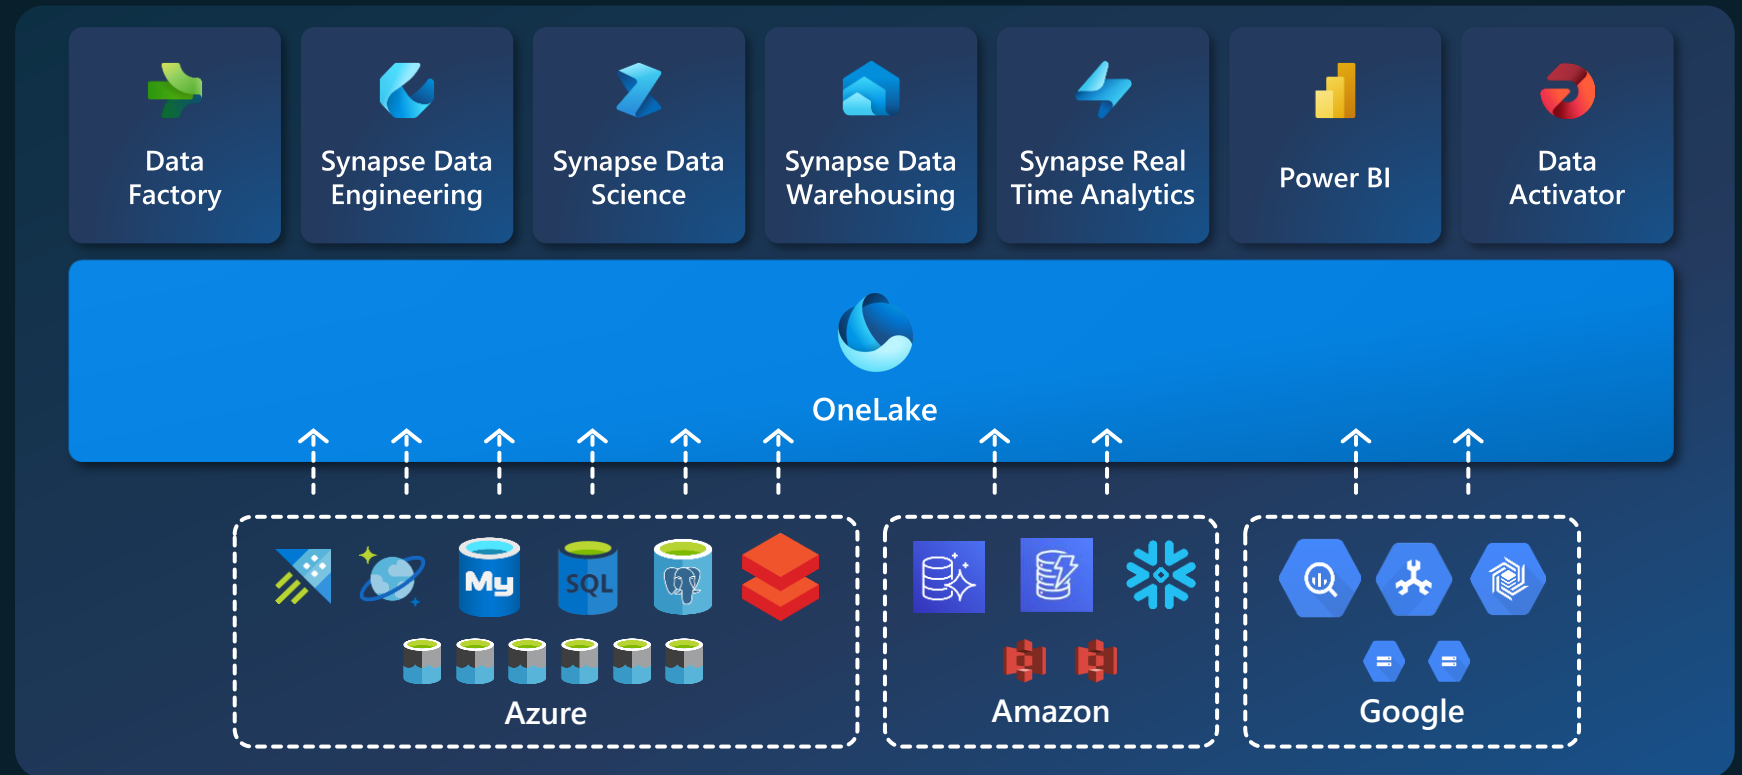 Data
Factory
Synapse Data
Engineering
Synapse Data
Science
Synapse Data
Warehousing
Synapse Real
Time Analytics
Power BI
Data
Activator
OneLake
My
SQL
Azure
Amazon
Google